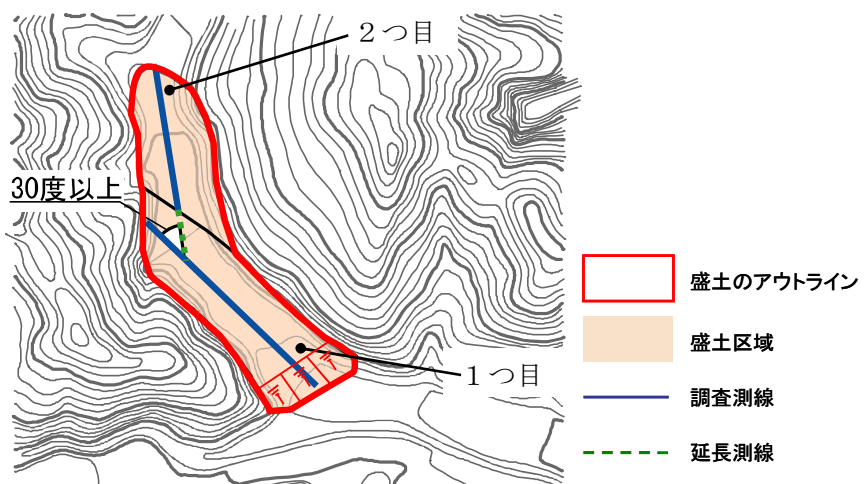 ２つ目
30度以上
１つ目
盛土のアウトライン
盛土区域
調査測線
延長測線